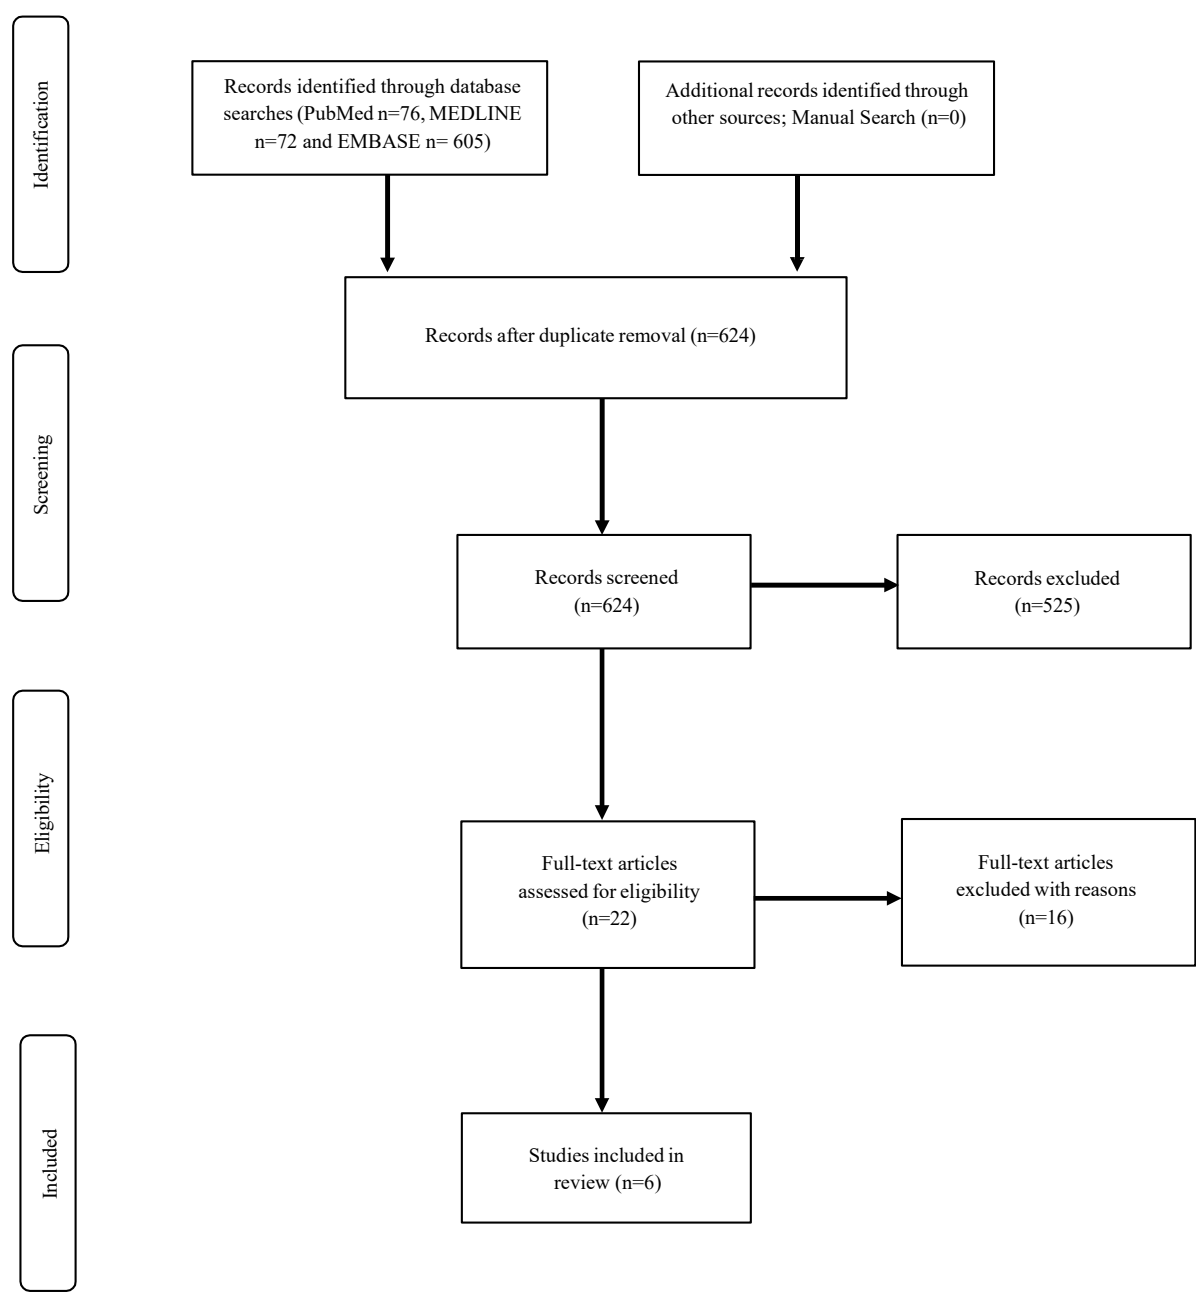 Identification
Records identified through database
searches (PubMed n=76, MEDLINE
n=72 and EMBASE n= 605)
Additional records identified through
other sources; Manual Search (n=0)
Records after duplicate removal (n=624)
Screening
Records screened
(n=624)
Records excluded
(n=525)
Eligibility
Full-text articles
assessed for eligibility
(n=22)
Full-text articles
excluded with reasons
(n=16)
Included
Studies included in
review (n=6)